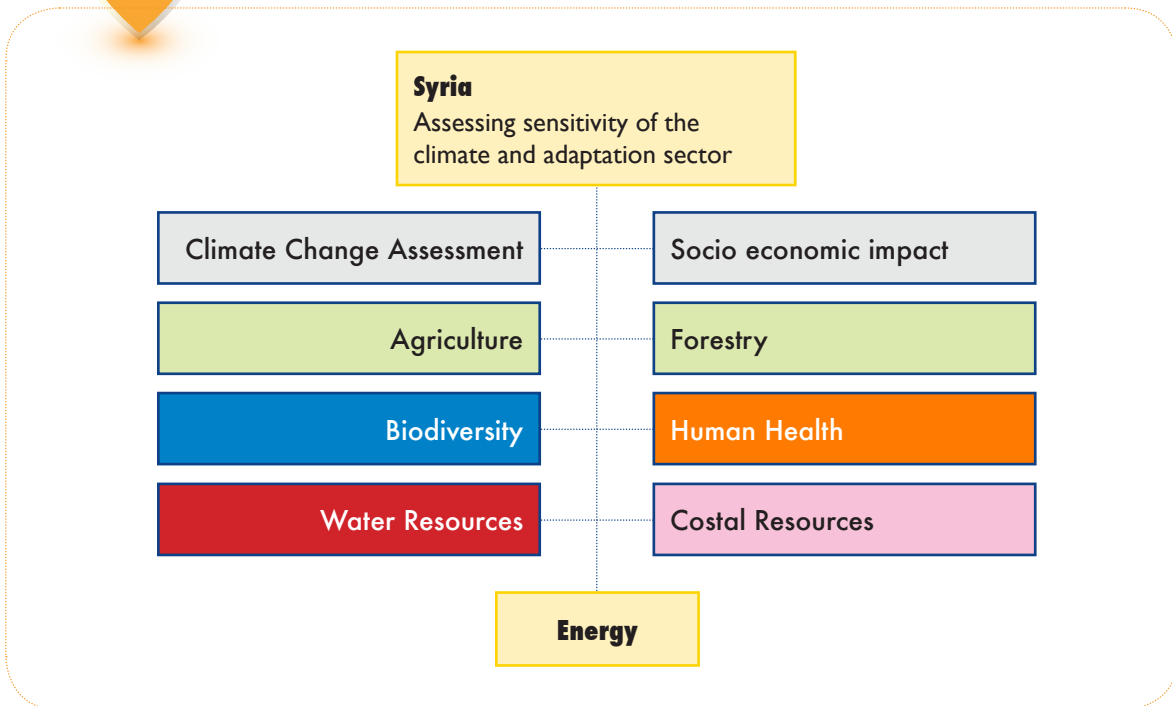 Syria
Assessing sensitivity of the
climate and adaptation sector
Climate Change Assessment
Socio economic impact
Agriculture
Forestry
Biodiversity
Human Health
Water Resources
Costal Resources
Energy